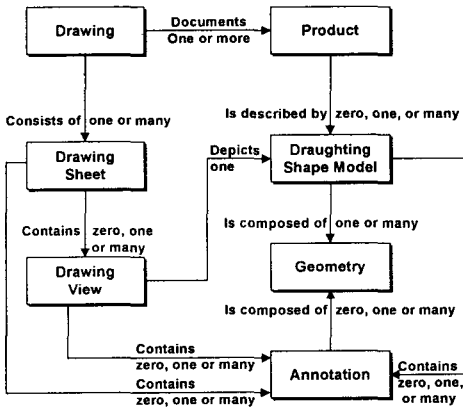 Drawing
Documents
One or more
Product
Consists of one or many
Is described by zero, one, or many
Drawing
Sheet
Depicts
one
Draughting
Shape Model
Contains zero, one
or many
Is composed of one or many
Drawing
View
Geometry
Is composed of zero, one or many
Contains
zero, one or many
Contains
zero, one or many
Annotation
Contains
zero, one,
or many